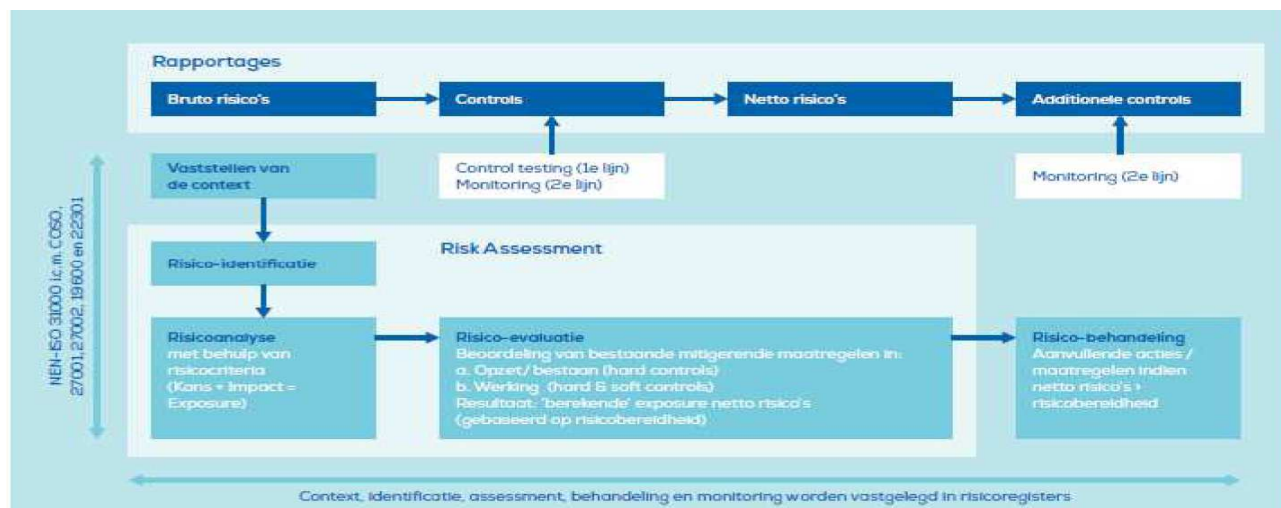 Rapportages
Bruto risico's
Controls
Netto risico's
Additionele controls
Vaststellen van
de context
Control testing (1e lijn)
Monitoring (2e lijn)
Monitoring (2e lijn)
NEN-ISO 31000 i.c.m. COSO,
27001, 27002, 19600 en 22301
Risk Assessment
Risico-identificatie
Risicoanalyse
met behulp van
risicocriteria
(Kans + Impact =
Exposure)
Risico-evaluatie
Beoordeling van bestaande mitigerende maatregelen in:
a. Opzet/ bestaan (hard controls)
b. Werking (hard & soft controls)
Resultaat: 'berekende' exposure netto risico's
(gebaseerd op risicobereidheid)
Risico-behandeling
Aanvullende acties /
maatregelen indien
netto risico's >
risicobereidheid
Context, identificatie, assessment, behandeling en monitoring worden vastgelegd in risicoregisters